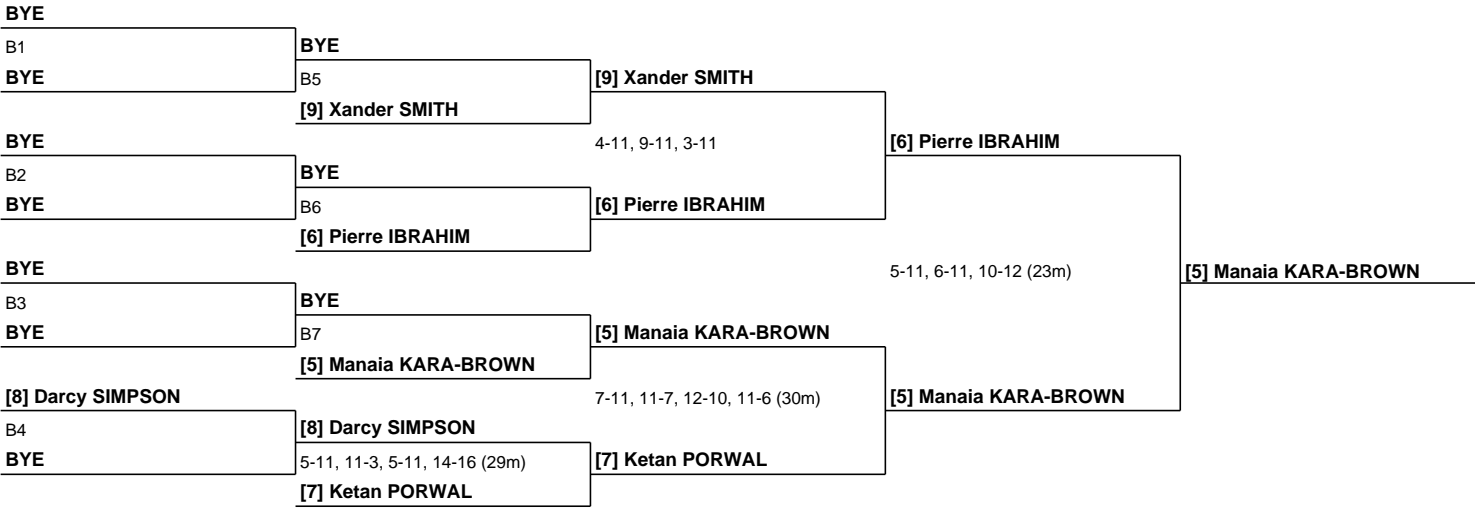 BYE
B1
BYE
BYE
B5
[9] Xander SMITH
[9] Xander SMITH
BYE
4-11, 9-11, 3-11
[6] Pierre IBRAHIM
B2
BYE
BYE
B6
[6] Pierre IBRAHIM
[6] Pierre IBRAHIM
BYE
5-11, 6-11, 10-12 (23m)
[5] Manaia KARA-BROWN
B3
BYE
BYE
B7
[5] Manaia KARA-BROWN
[5] Manaia KARA-BROWN
[8] Darcy SIMPSON
7-11, 11-7, 12-10, 11-6 (30m)
[5] Manaia KARA-BROWN
B4
[8] Darcy SIMPSON
BYE
5-11, 11-3, 5-11, 14-16 (29m)
[7] Ketan PORWAL
[7] Ketan PORWAL